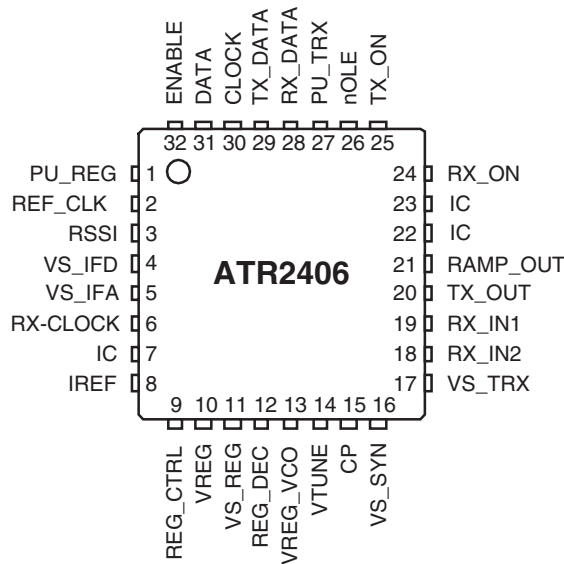 ENABLE
DATA
CLOCK
TX_DATA
RX_DATA
PU_TRX
nOLE
TX_ON
32 31 30 29 28 27 26 25
PU_REG 1
REF_CLK 2
RSSI 3
VS_IFD 4
VS_IFA 5
RX-CLOCK 6
IC 7
IREF 8
ATR2406
24 RX_ON
23 IC
22 IC
21 RAMP_OUT
20 TX_OUT
19 RX_IN1
18 RX_IN2
17 VS_TRX
9 10 11 12 13 14 15 16
REG_CTRL
VREG
VS_REG
REG_DEC
VREG_VCO
VTUNE
CP
VS_SYN